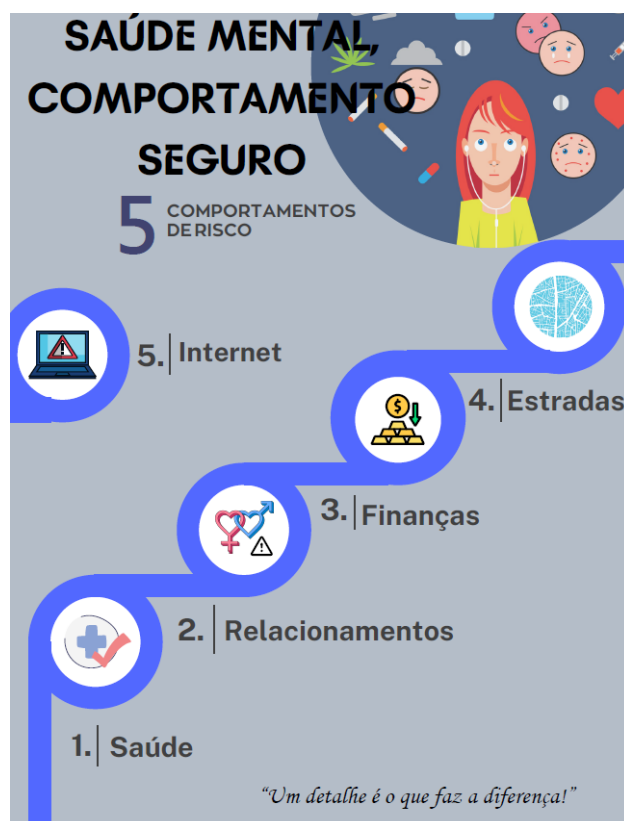 SAÚDE MENTAL,
COMPORTAMENTO
SEGURO
5 COMPORTAMENTOS
DE RISCO
5. Internet
4. Estradas
3. Finanças
2. Relacionamentos
1. Saúde
“Um detalhe é o que faz a diferença!”